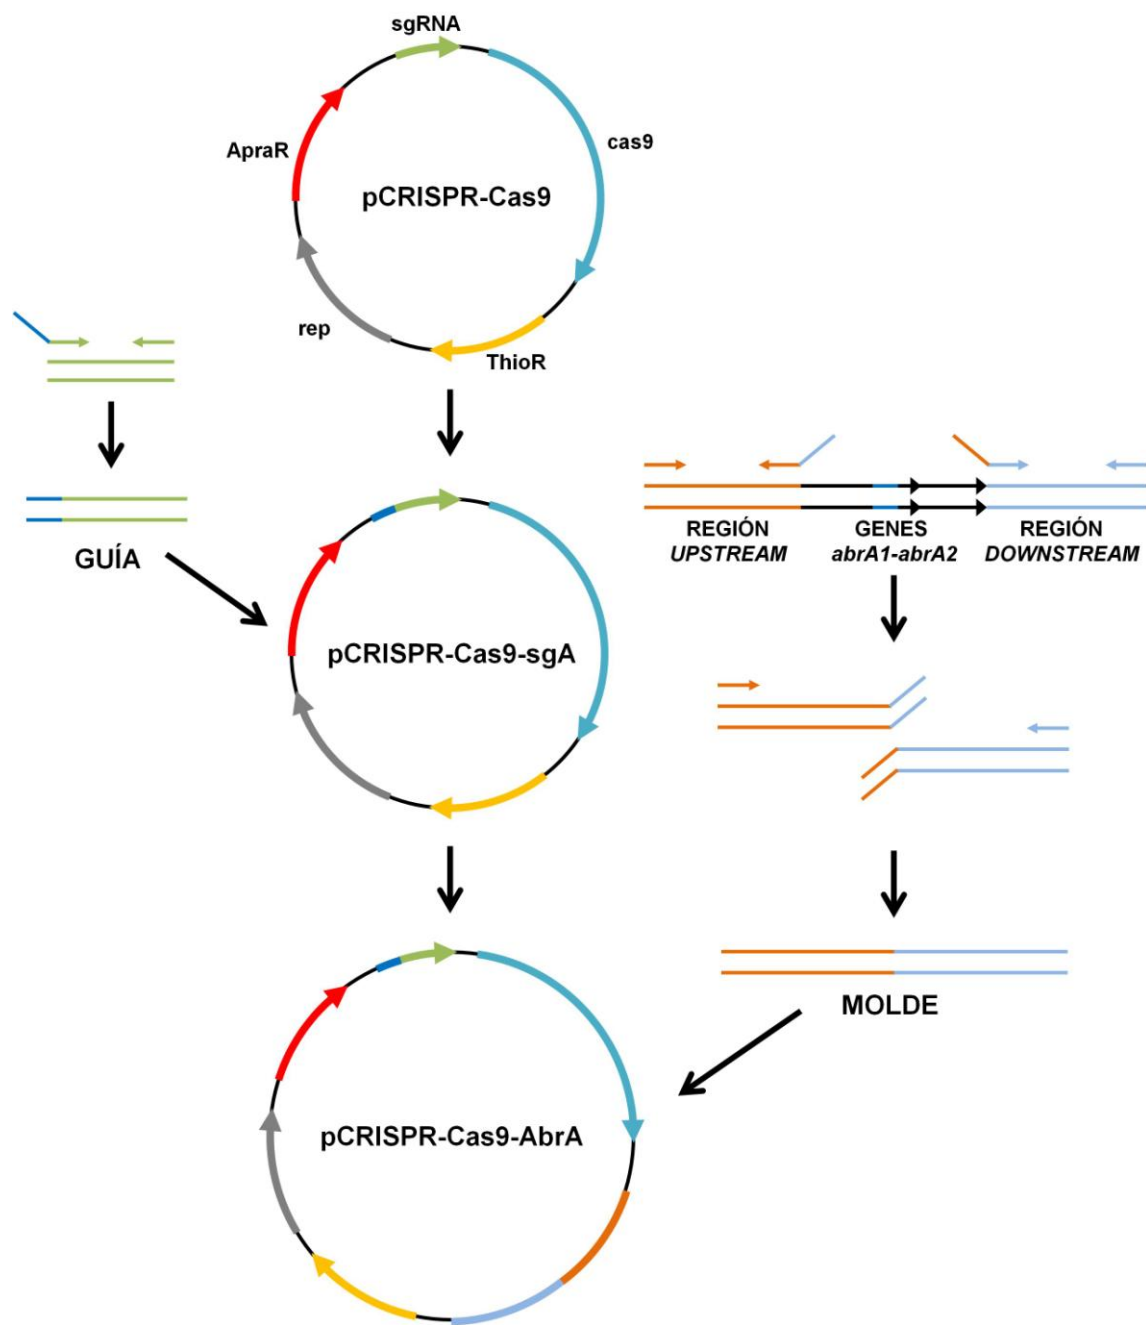 sgRNA
cas9
ApraR
pCRISPR-Cas9
rep
ThioR
REGIÓN
UPSTREAM
GENES
abrA1-abrA2
REGIÓN
DOWNSTREAM
GUÍA
pCRISPR-Cas9-sgA
MOLDE
pCRISPR-Cas9-AbrA